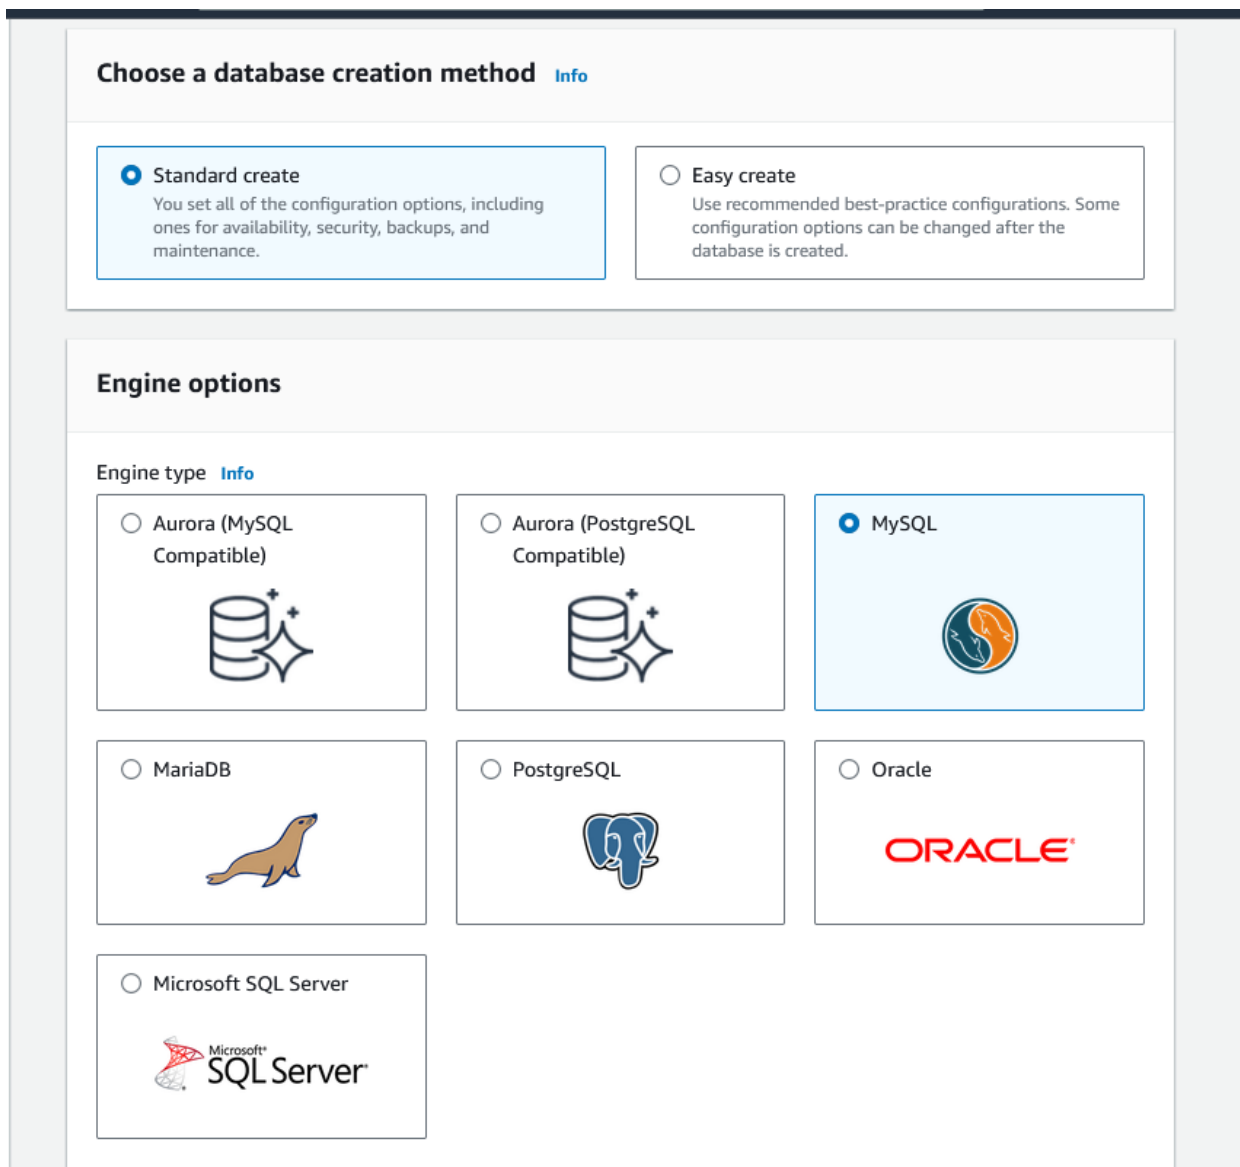 Choose a database creation method Info
Standard create
You set all of the configuration options, including
ones for availability, security, backups, and
maintenance.
Easy create
Use recommended best-practice configurations. Some
configuration options can be changed after the
database is created.
Engine options
Engine type Info
Aurora (MySQL
Compatible)
Aurora (PostgreSQL
Compatible)
MySQL
MariaDB
PostgreSQL
Oracle
ORACLE®
Microsoft SQL Server
Microsoft®
SQL Server®